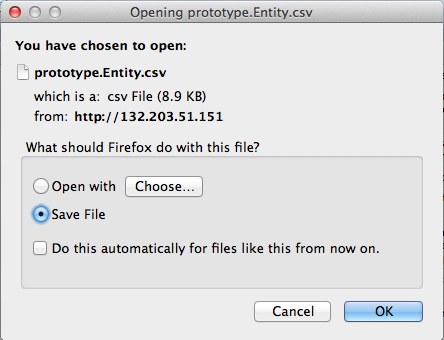 Opening prototype.Entity.csv
You have chosen to open:
prototype.Entity.csv
which is a: csv File (8.9 KB)
from: http://132.203.51.151
What should Firefox do with this file?
Open with Choose...
Save File
Do this automatically for files like this from now on.
Cancel OK